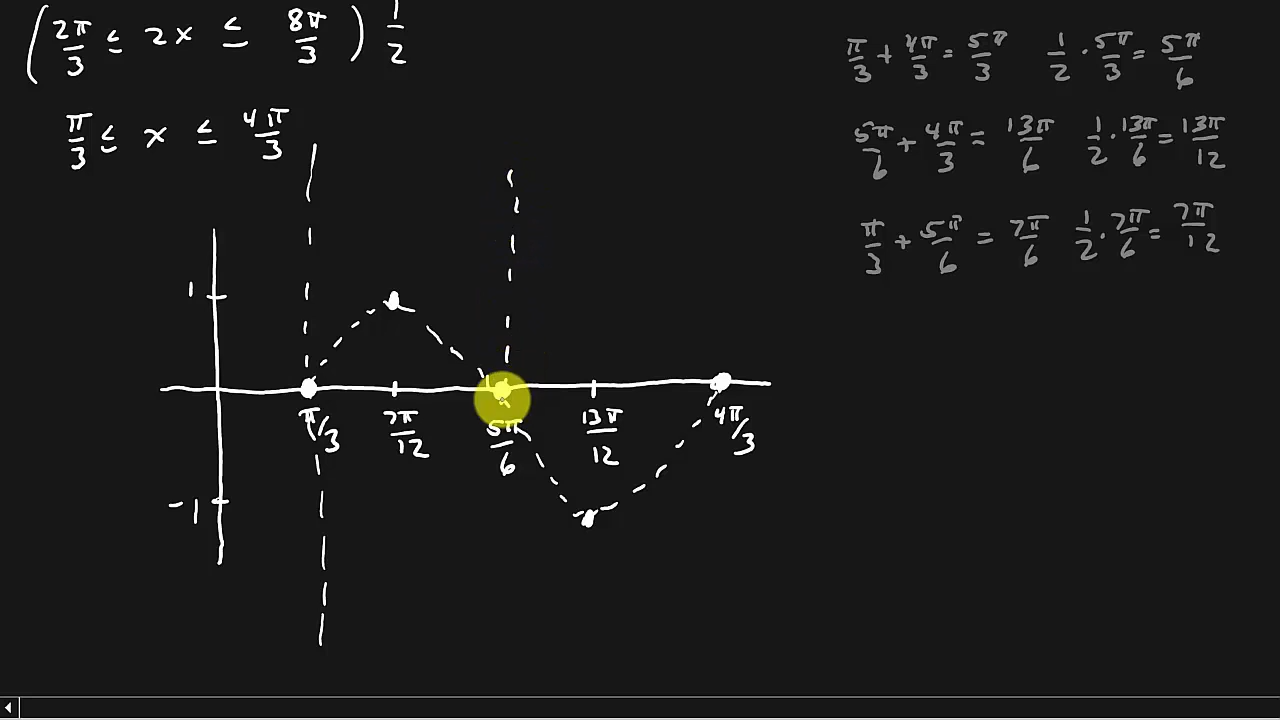 (2π/3 ≤ 2x ≤ 8π/3) 1/2
π/3 ≤ x ≤ 4π/3
π/3 + 4π/3 = 5π/3 1/2 · 5π/3 = 5π/6
5π/6 + 4π/3 = 13π/6 1/2 · 13π/6 = 13π/12
π/3 + 5π/6 = 7π/6 1/2 · 7π/6 = 7π/12
1
π/3 7π/12 5π/6 13π/12 4π/3
-1